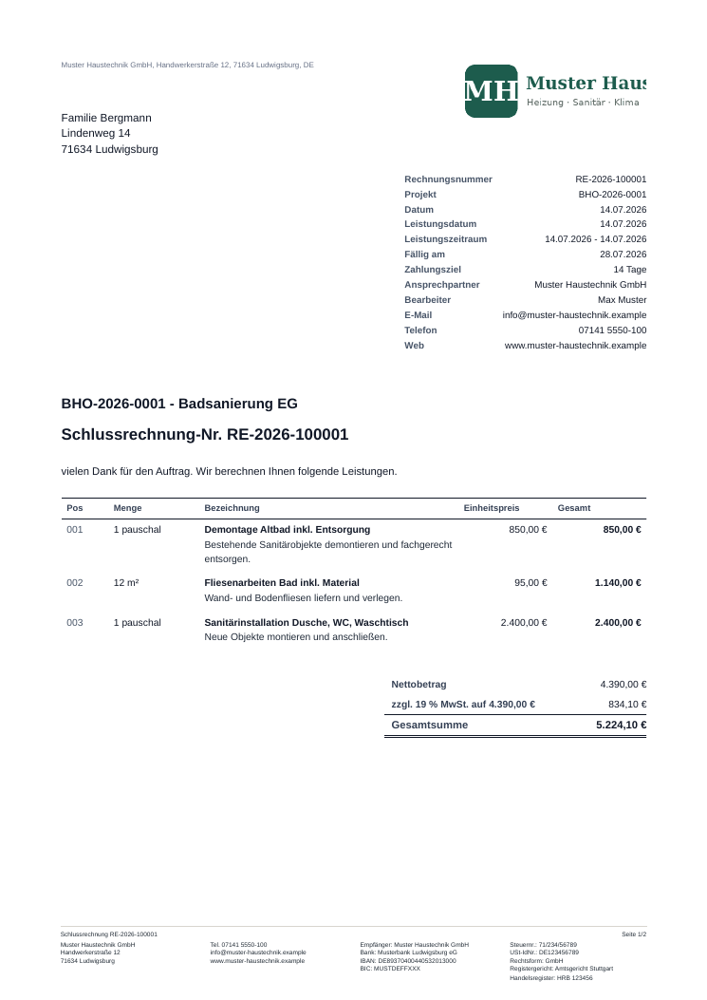 Muster Haustechnik GmbH, Handwerkerstraße 12, 71634 Ludwigsburg, DE
MH
Muster Haus
Heizung · Sanitär · Klima
Familie Bergmann
Lindenweg 14
71634 Ludwigsburg
Rechnungsnummer RE-2026-100001
Projekt BHO-2026-0001
Datum 14.07.2026
Leistungsdatum 14.07.2026
Leistungszeitraum 14.07.2026 - 14.07.2026
Fällig am 28.07.2026
Zahlungsziel 14 Tage
Ansprechpartner Muster Haustechnik GmbH
Bearbeiter Max Muster
E-Mail info@muster-haustechnik.example
Telefon 07141 5550-100
Web www.muster-haustechnik.example
BHO-2026-0001 - Badsanierung EG
Schlussrechnung-Nr. RE-2026-100001
vielen Dank für den Auftrag. Wir berechnen Ihnen folgende Leistungen.
Pos Menge Bezeichnung Einheitspreis Gesamt
001 1 pauschal Demontage Altbad inkl. Entsorgung 850,00 € 850,00 €
Bestehende Sanitärobjekte demontieren und fachgerecht
entsorgen.
002 12 m² Fliesenarbeiten Bad inkl. Material 95,00 € 1.140,00 €
Wand- und Bodenfliesen liefern und verlegen.
003 1 pauschal Sanitärinstallation Dusche, WC, Waschtisch 2.400,00 € 2.400,00 €
Neue Objekte montieren und anschließen.
Nettobetrag 4.390,00 €
zzgl. 19 % MwSt. auf 4.390,00 € 834,10 €
Gesamtsumme 5.224,10 €
Schlussrechnung RE-2026-100001 Seite 1/2
Muster Haustechnik GmbH
Handwerkerstraße 12
71634 Ludwigsburg
Tel. 07141 5550-100
info@muster-haustechnik.example
www.muster-haustechnik.example
Empfänger: Muster Haustechnik GmbH
Bank: Musterbank Ludwigsburg eG
IBAN: DE89370400440532013000
BIC: MUSTDEFFXXX
Steuernr.: 71/234/56789
USt-IdNr.: DE123456789
Rechtsform: GmbH
Registergericht: Amtsgericht Stuttgart
Handelsregister: HRB 123456